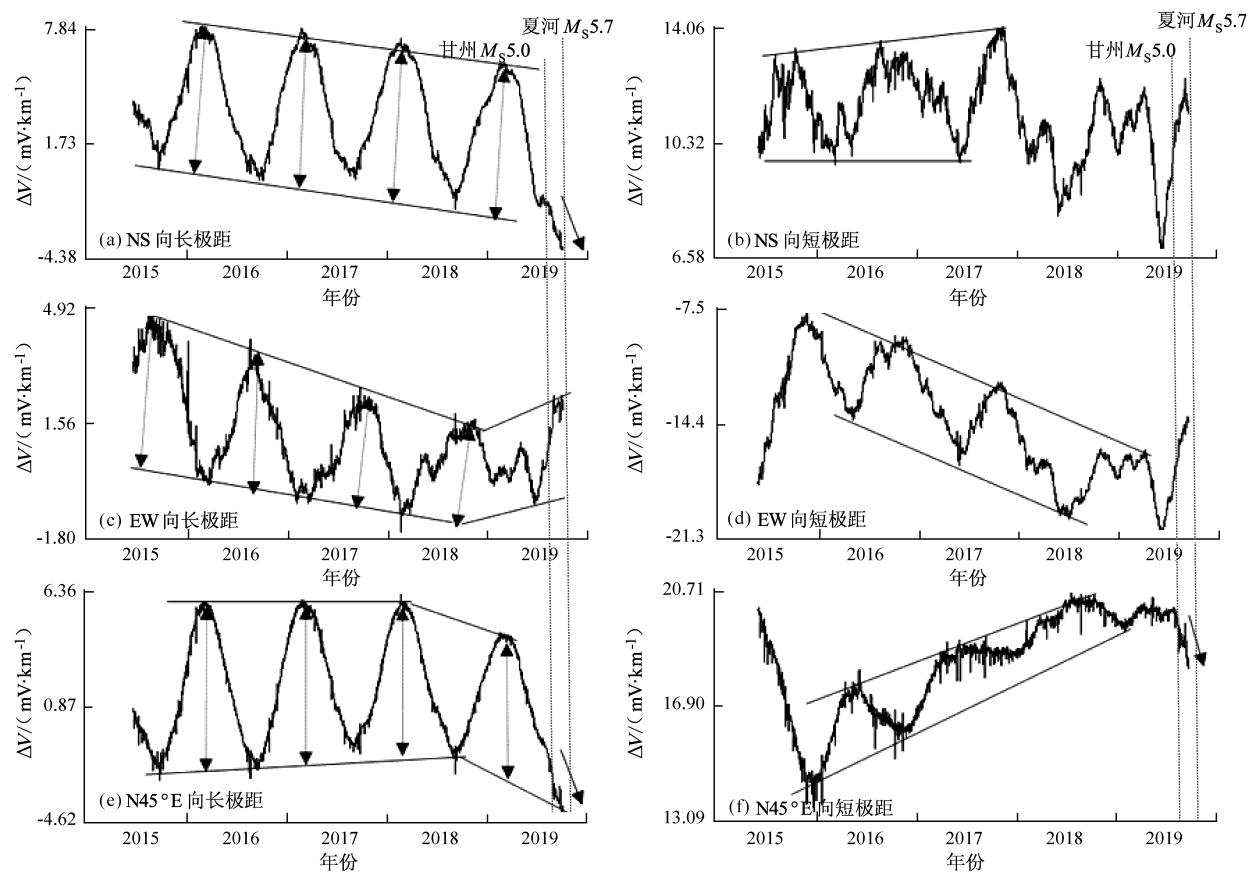 夏河 MS5.7
甘州 MS5.0
7.84
1.73
-4.38
ΔV/(mV·km-1)
(a) NS 向长极距
2015 2016 2017 2018 2019
年份
夏河 MS5.7
甘州 MS5.0
14.06
10.32
6.58
ΔV/(mV·km-1)
(b) NS 向短极距
2015 2016 2017 2018 2019
年份
4.92
1.56
-1.80
ΔV/(mV·km-1)
(c) EW 向长极距
2015 2016 2017 2018 2019
年份
-7.5
-14.4
-21.3
ΔV/(mV·km-1)
(d) EW 向短极距
2015 2016 2017 2018 2019
年份
6.36
0.87
-4.62
ΔV/(mV·km-1)
(e) N45°E 向长极距
2015 2016 2017 2018 2019
年份
20.71
16.90
13.09
ΔV/(mV·km-1)
(f) N45°E 向短极距
2015 2016 2017 2018 2019
年份